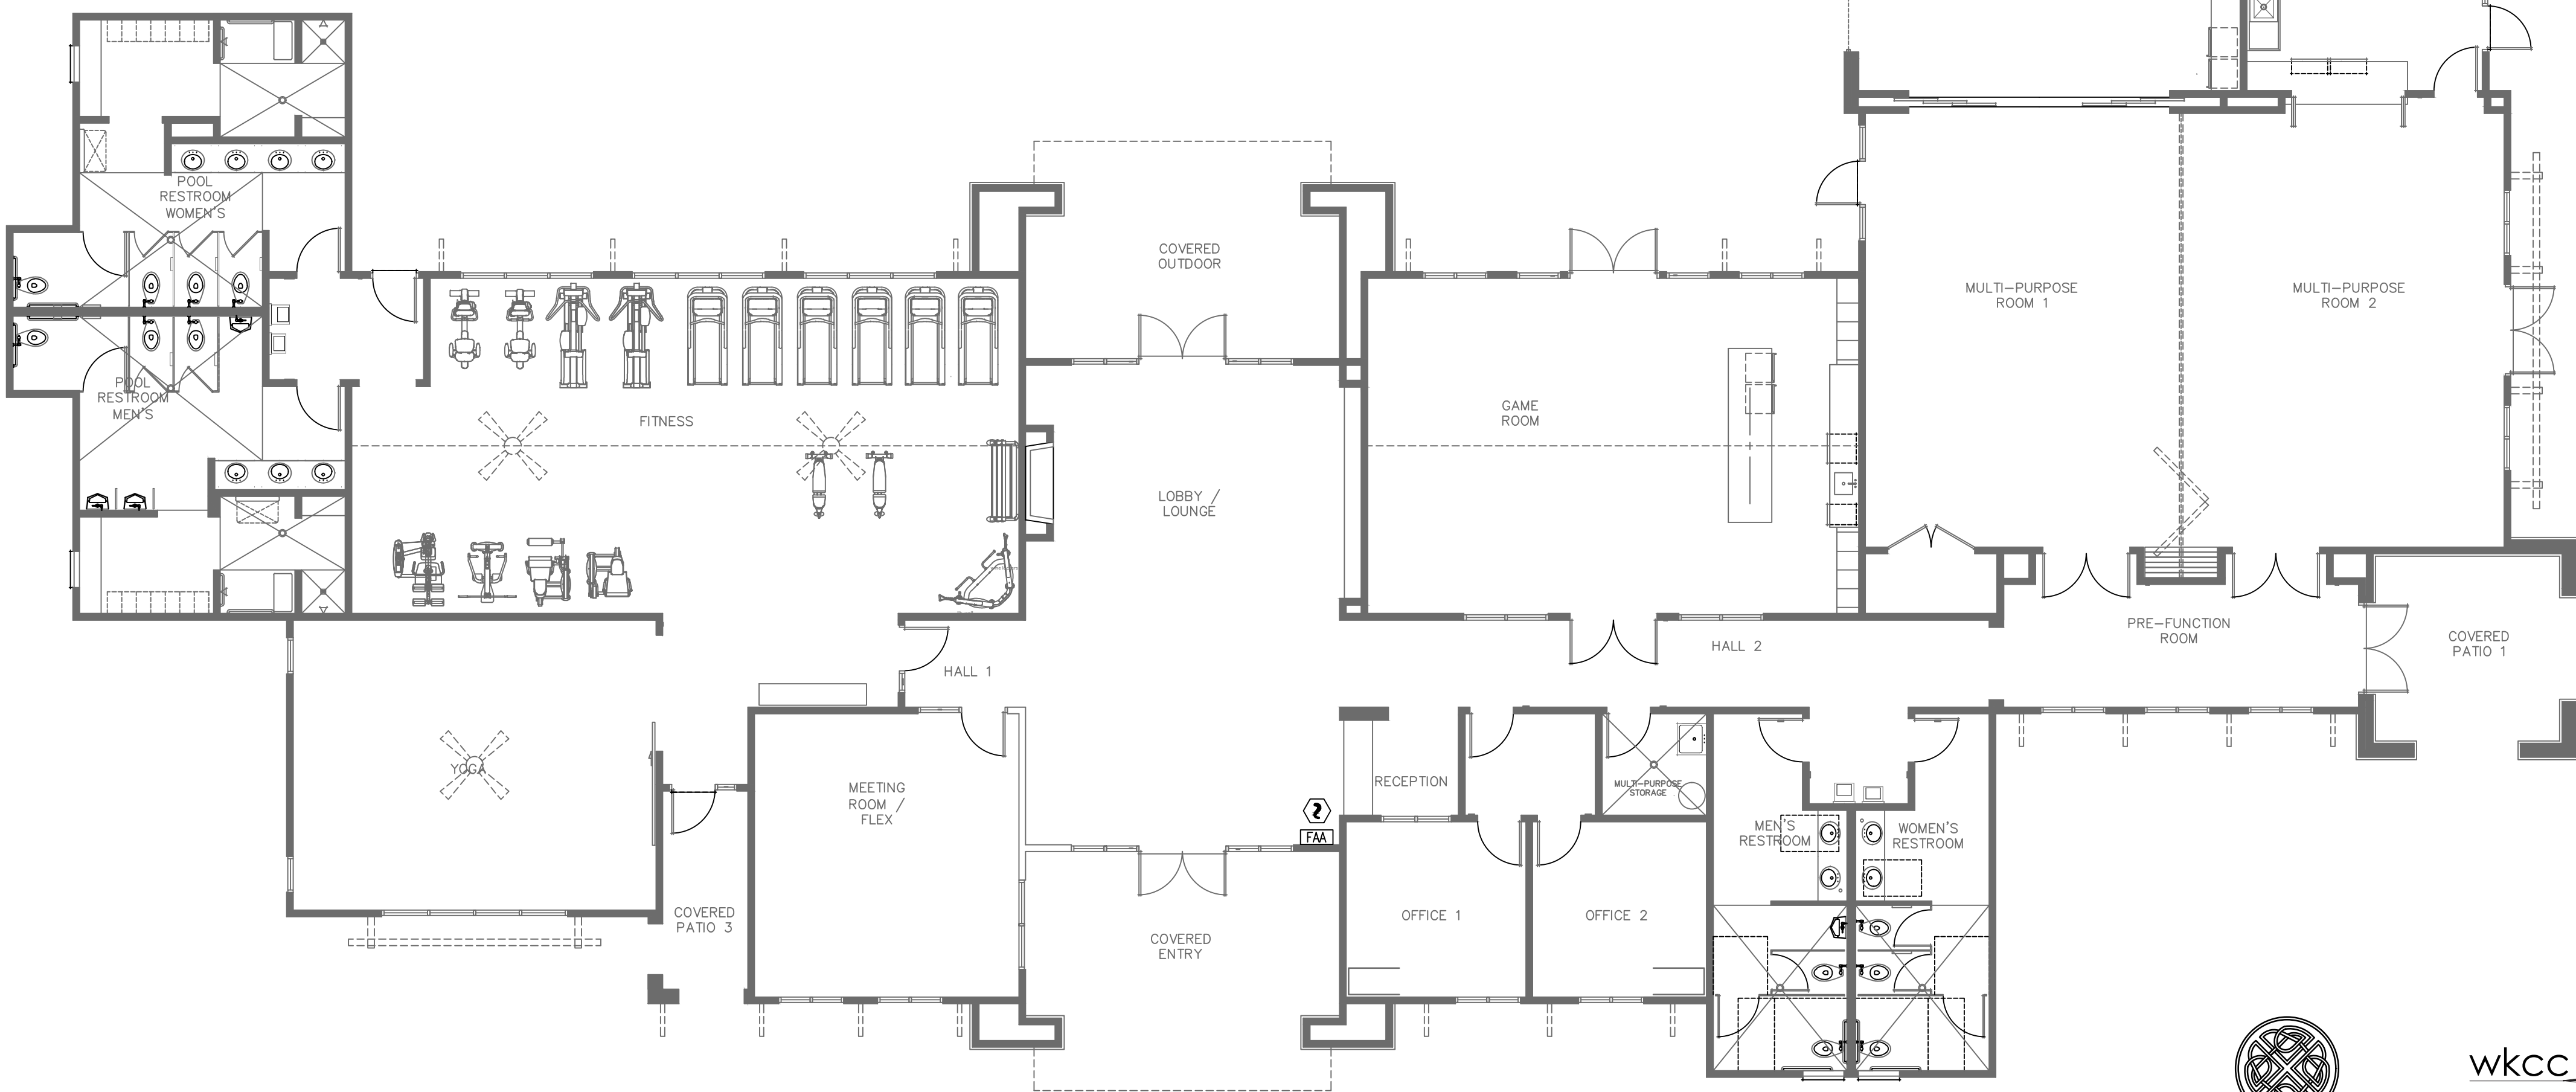 POOL
RESTROOM
WOMEN'S
POOL
RESTROOM
MEN'S
FITNESS
COVERED
OUTDOOR
LOBBY /
LOUNGE
GAME
ROOM
MULTI-PURPOSE
ROOM 1
MULTI-PURPOSE
ROOM 2
HALL 1
HALL 2
PRE-FUNCTION
ROOM
COVERED
PATIO 1
YOGA
MEETING
ROOM /
FLEX
COVERED
PATIO 3
RECEPTION
MULTI-PURPOSE
STORAGE
FAA
MEN'S
RESTROOM
WOMEN'S
RESTROOM
OFFICE 1
OFFICE 2
COVERED
ENTRY
wkcc